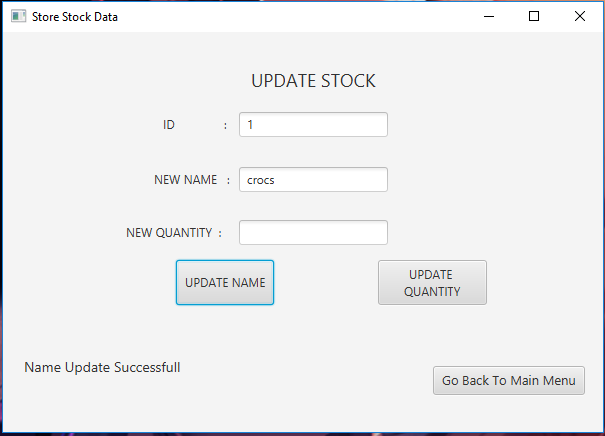 Store Stock Data
UPDATE STOCK
ID : 1
NEW NAME : crocs
NEW QUANTITY :
UPDATE NAME
UPDATE
QUANTITY
Name Update Successfull
Go Back To Main Menu